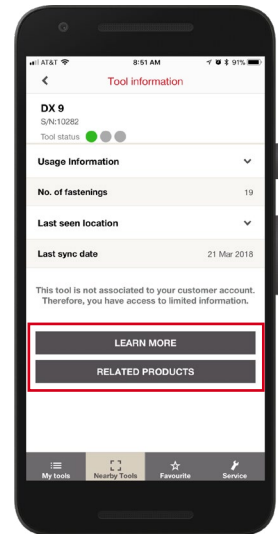 AT&T
8:51 AM
91%
Tool information
DX 9
S/N:10282
Tool status
Usage Information
No. of fastenings 19
Last seen location
Last sync date 21 Mar 2018
This tool is not associated to your customer account.
Therefore, you have access to limited information.
LEARN MORE
RELATED PRODUCTS
My tools Nearby Tools Favourite Service